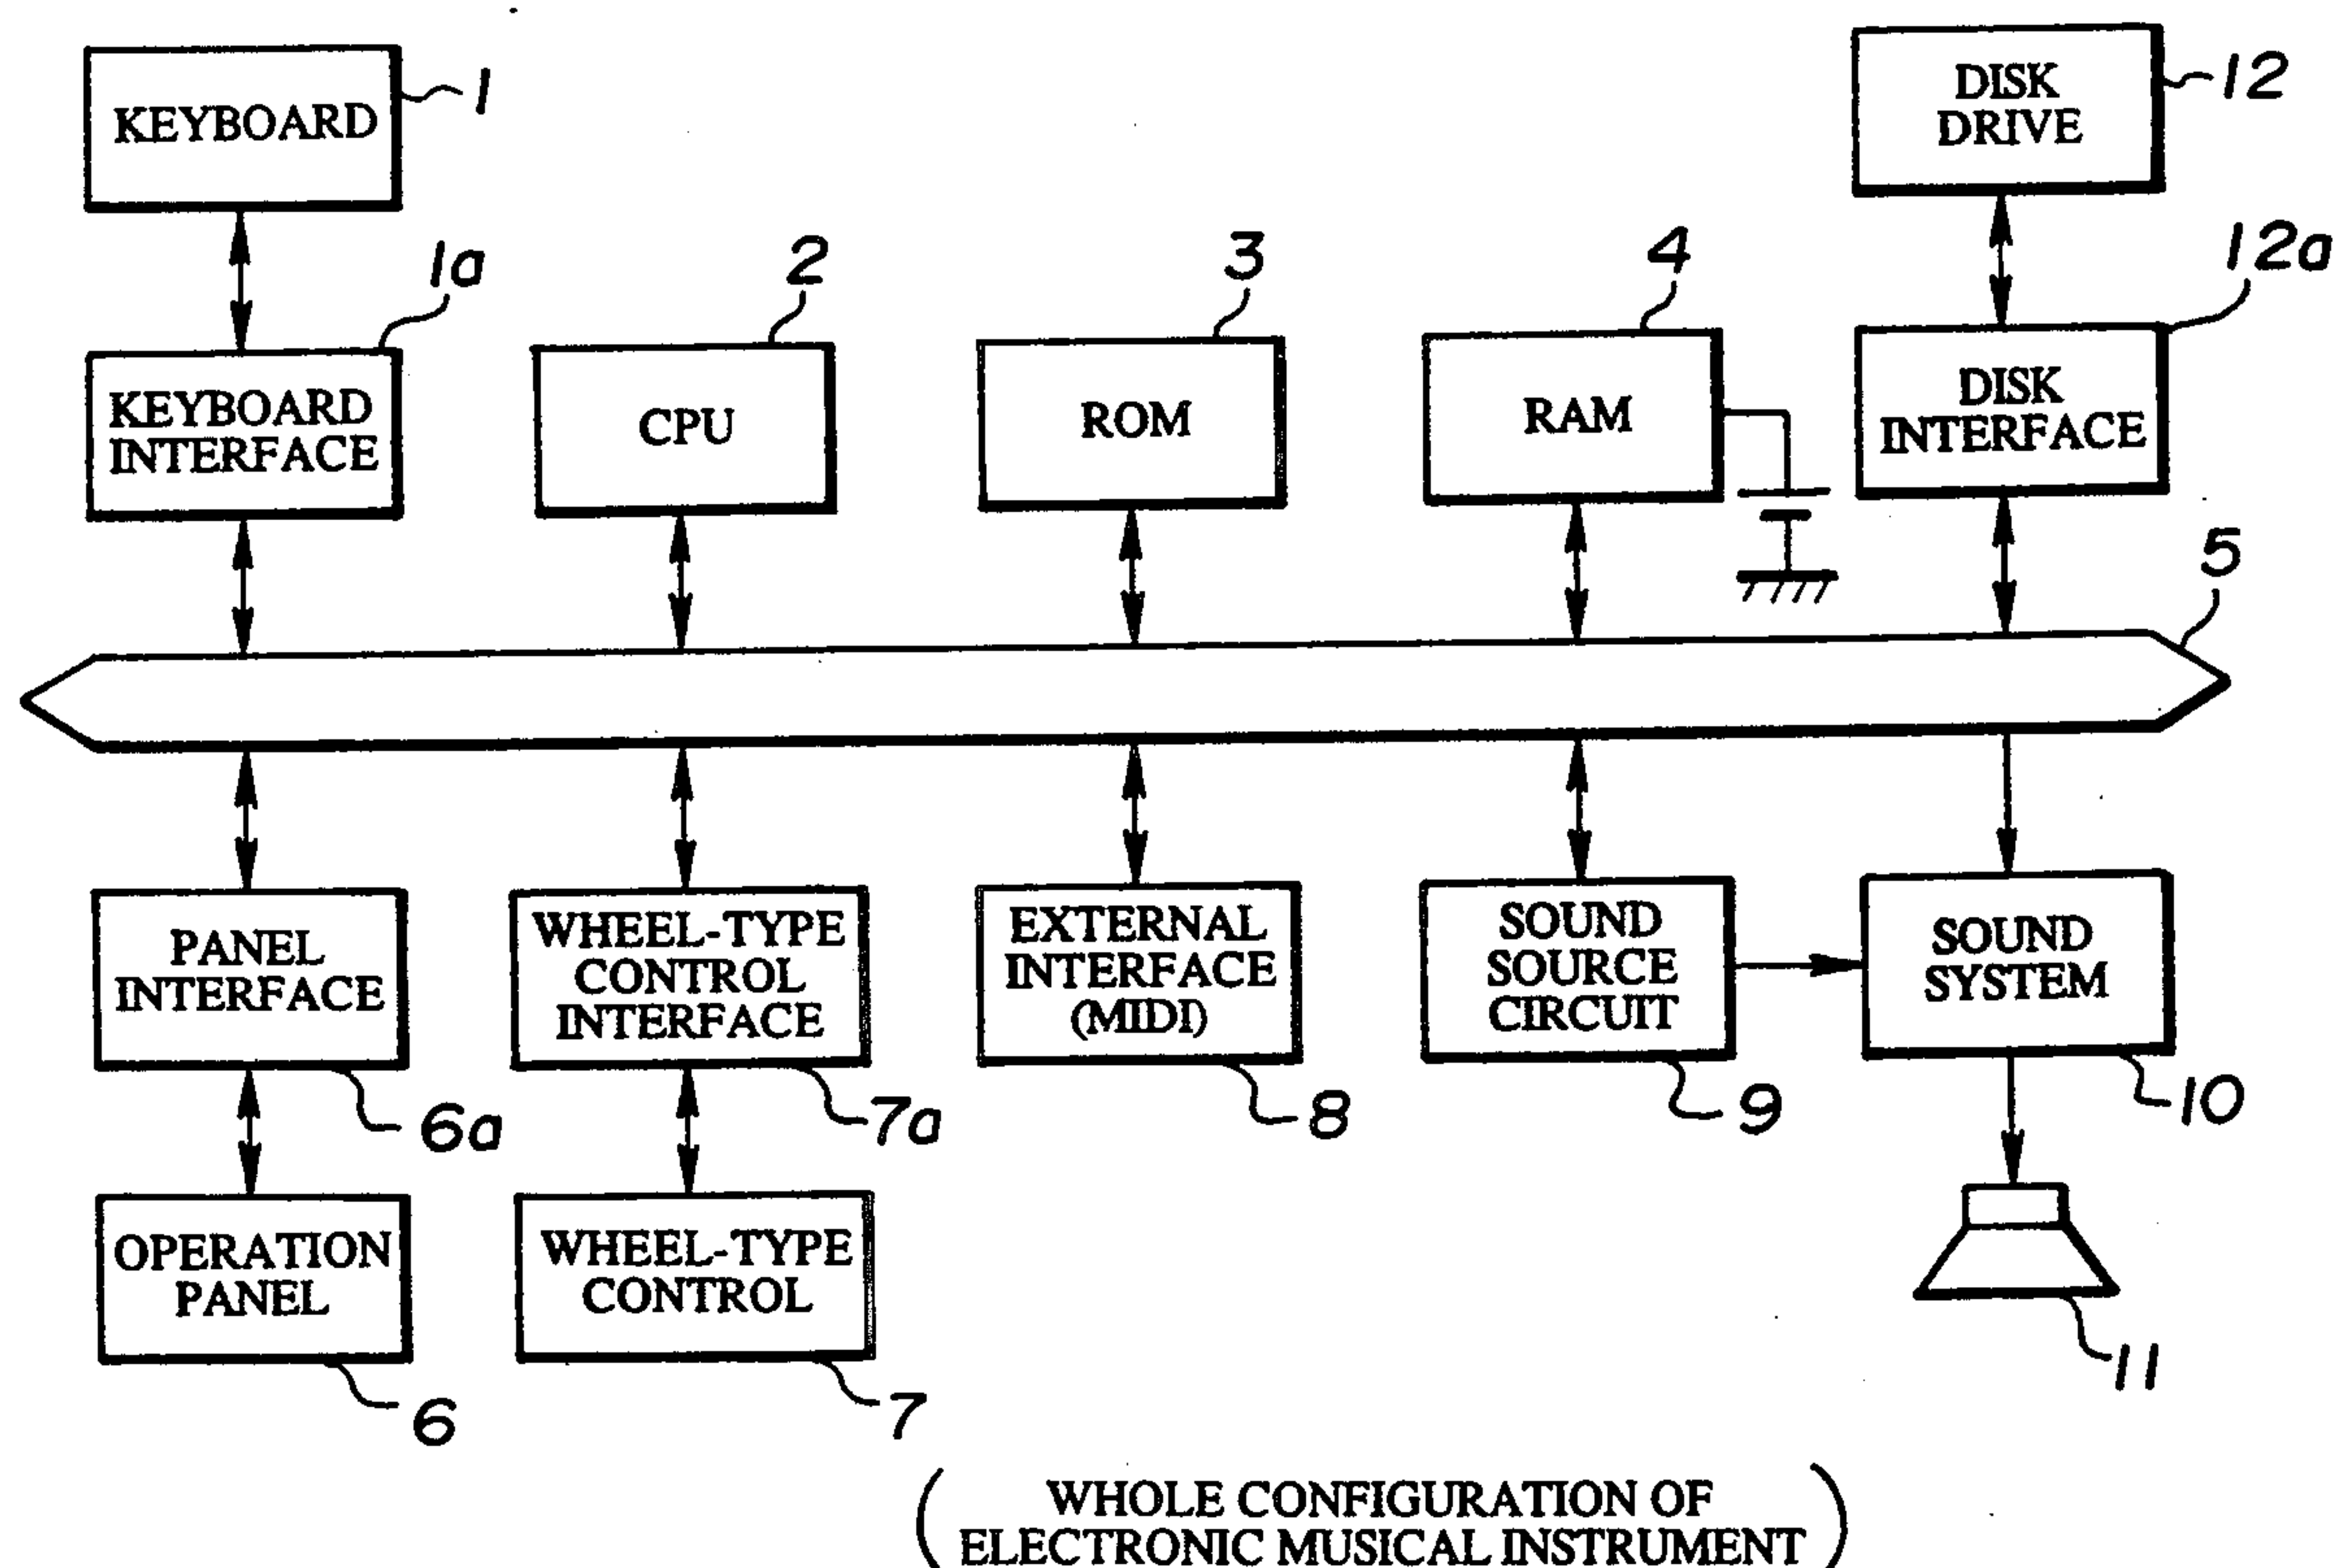 KEYBOARD
1
DISK
DRIVE
12
1a
2
3
4
12a
KEYBOARD
INTERFACE
CPU
ROM
RAM
DISK
INTERFACE
5
PANEL
INTERFACE
6a
WHEEL-TYPE
CONTROL
INTERFACE
7a
EXTERNAL
INTERFACE
(MIDI)
8
SOUND
SOURCE
CIRCUIT
9
SOUND
SYSTEM
10
OPERATION
PANEL
6
WHEEL-TYPE
CONTROL
7
11
(WHOLE CONFIGURATION OF
ELECTRONIC MUSICAL INSTRUMENT)